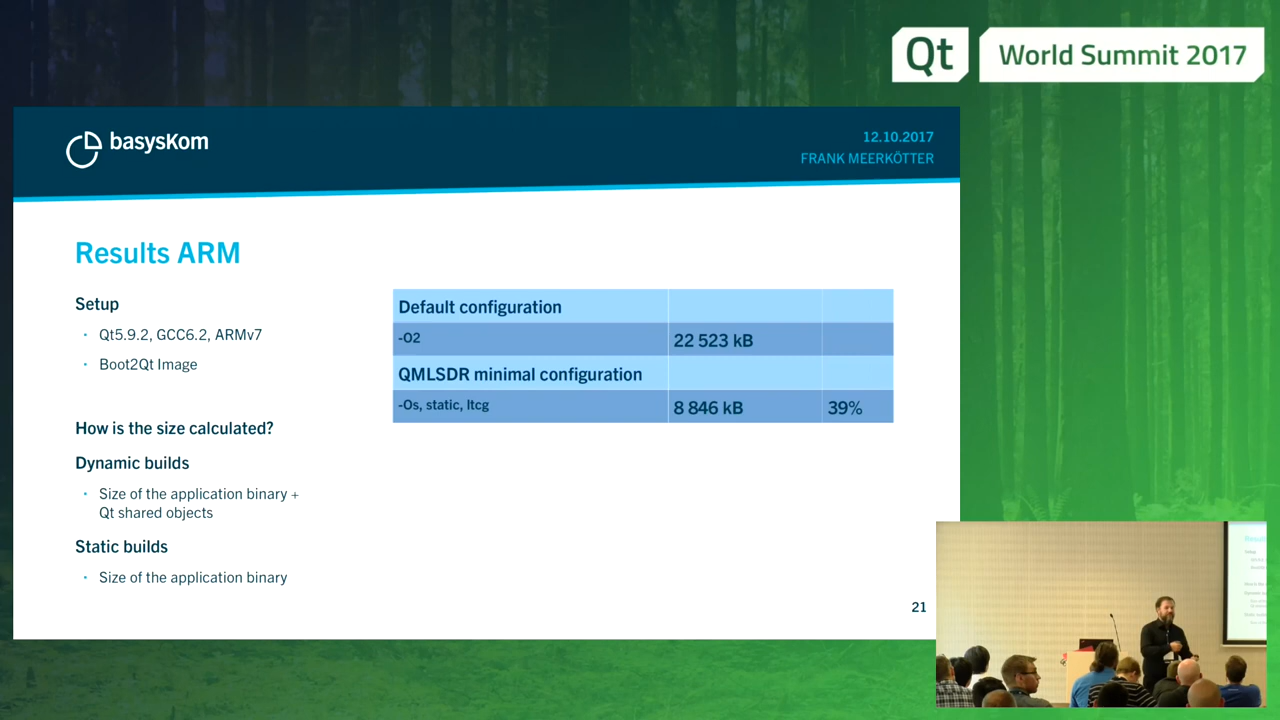 Qt World Summit 2017
basysKom
12.10.2017
FRANK MEERKÖTTER
Results ARM
Setup
• Qt5.9.2, GCC6.2, ARMv7
• Boot2Qt Image
How is the size calculated?
Dynamic builds
• Size of the application binary +
Qt shared objects
Static builds
• Size of the application binary
Default configuration
-O2 22 523 kB
QMLSDR minimal configuration
-Os, static, ltcg 8 846 kB 39%
21